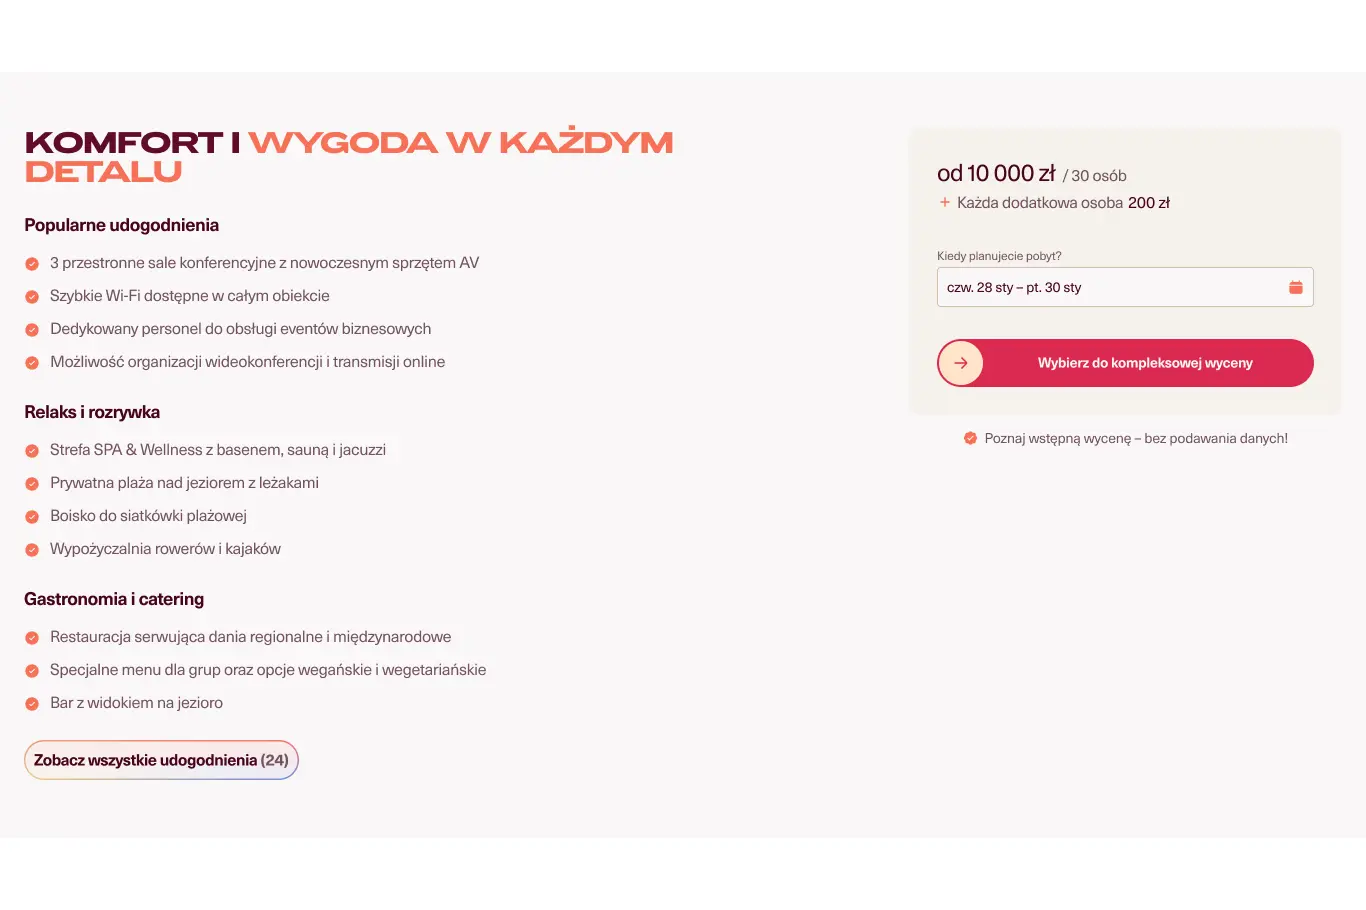 KOMFORT I WYGODA W KAŻDYM
DETALU
Popularne udogodnienia
3 przestronne sale konferencyjne z nowoczesnym sprzętem AV
Szybkie Wi-Fi dostępne w całym obiekcie
Dedykowany personel do obsługi eventów biznesowych
Możliwość organizacji wideokonferencji i transmisji online
Relaks i rozrywka
Strefa SPA & Wellness z basenem, sauną i jacuzzi
Prywatna plaża nad jeziorem z leżakami
Boisko do siatkówki plażowej
Wypożyczalnia rowerów i kajaków
Gastronomia i catering
Restauracja serwująca dania regionalne i międzynarodowe
Specjalne menu dla grup oraz opcje wegańskie i wegetariańskie
Bar z widokiem na jezioro
Zobacz wszystkie udogodnienia (24)
od 10 000 zł / 30 osób
+ Każda dodatkowa osoba 200 zł
Kiedy planujecie pobyt?
czw. 28 sty – pt. 30 sty
Wybierz do kompleksowej wyceny
Poznaj wstępną wycenę – bez podawania danych!